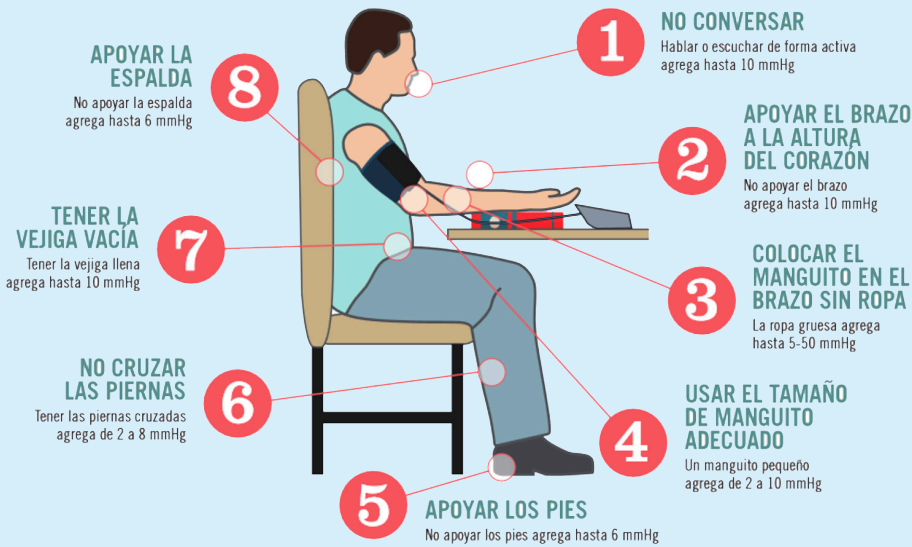 1
NO CONVERSAR
Hablar o escuchar de forma activa
agrega hasta 10 mmHg
2
APOYAR EL BRAZO
A LA ALTURA
DEL CORAZÓN
No apoyar el brazo
agrega hasta 10 mmHg
3
COLOCAR EL
MANGUITO EN EL
BRAZO SIN ROPA
La ropa gruesa agrega
hasta 5-50 mmHg
4
USAR EL TAMAÑO
DE MANGUITO
ADECUADO
Un manguito pequeño
agrega de 2 a 10 mmHg
5
APOYAR LOS PIES
No apoyar los pies agrega hasta 6 mmHg
6
NO CRUZAR
LAS PIERNAS
Tener las piernas cruzadas
agrega de 2 a 8 mmHg
7
TENER LA
VEJIGA VACÍA
Tener la vejiga llena
agrega hasta 10 mmHg
8
APOYAR LA
ESPALDA
No apoyar la espalda
agrega hasta 6 mmHg